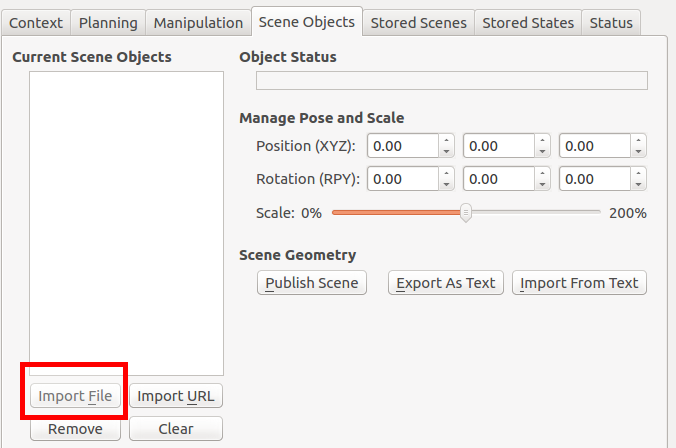 Context Planning Manipulation Scene Objects Stored Scenes Stored States Status
Current Scene Objects
Import File Import URL
Remove Clear
Object Status
Manage Pose and Scale
Position (XYZ): 0.00 0.00 0.00
Rotation (RPY): 0.00 0.00 0.00
Scale: 0% 200%
Scene Geometry
Publish Scene Export As Text Import From Text